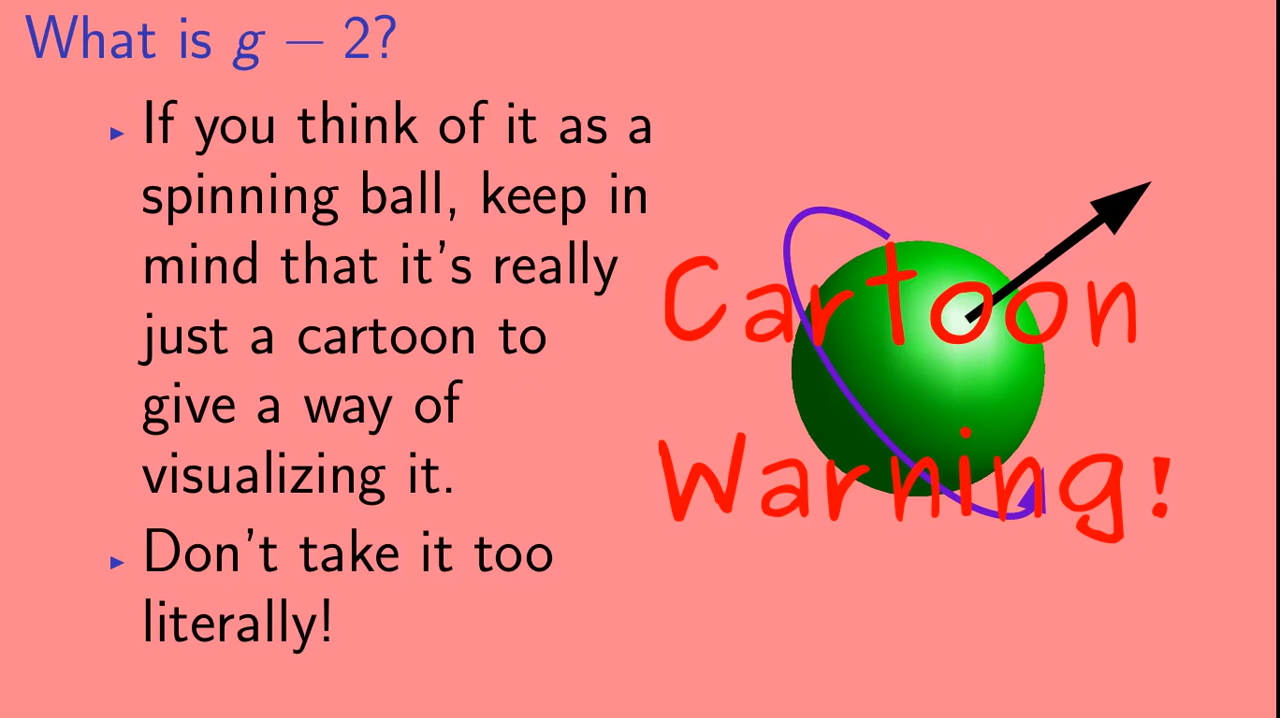 What is g − 2?
If you think of it as a
spinning ball, keep in
mind that it's really
just a cartoon to
give a way of
visualizing it.
Don't take it too
literally!
Cartoon
Warning!